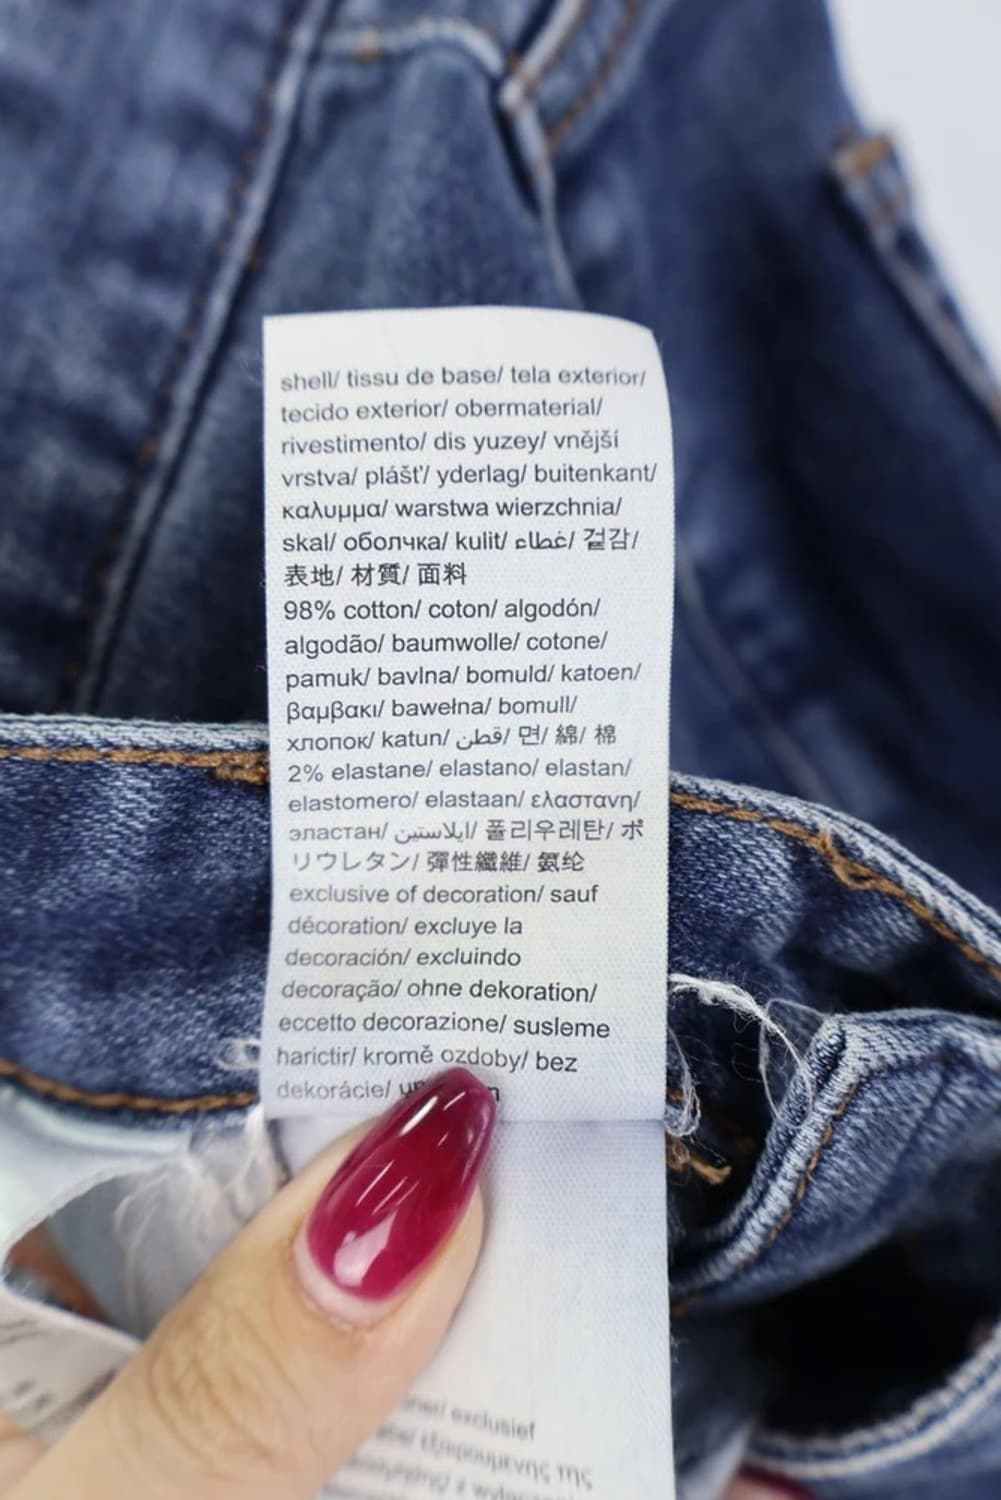 shell/ tissu de base/ tela exterior/
tecido exterior/ obermaterial/
rivestimento/ dis yuzey/ vnější
vrstva/ plášť/ yderlag/ buitenkant/
καλυμμα/ warstwa wierzchnia/
skal/ оболчка/ kulit/ غطاء/ 겉감/
表地/ 材質/ 面料
98% cotton/ coton/ algodón/
algodão/ baumwolle/ cotone/
pamuk/ bavlna/ bomuld/ katoen/
βαμβακι/ bawełna/ bomull/
хлопок/ katun/ قطن/ 면/ 綿/ 棉
2% elastane/ elastano/ elastan/
elastomero/ elastaan/ ελαστανη/
эластан/ ايلاستين/ 폴리우레탄/ ポ
リウレタン/ 彈性纖維/ 氨纶
exclusive of decoration/ sauf
décoration/ excluye la
decoración/ excluindo
decoração/ ohne dekoration/
eccetto decorazione/ susleme
harictir/ kromě ozdoby/ bez
dekorácie/
exclusief
εξαιρουμενης της